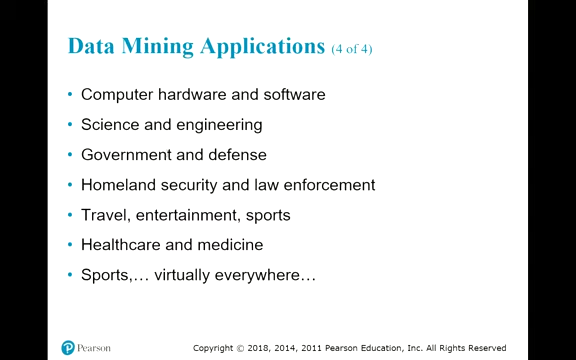 Data Mining Applications (4 of 4)
• Computer hardware and software
• Science and engineering
• Government and defense
• Homeland security and law enforcement
• Travel, entertainment, sports
• Healthcare and medicine
• Sports,… virtually everywhere…
Pearson
Copyright © 2018, 2014, 2011 Pearson Education, Inc. All Rights Reserved